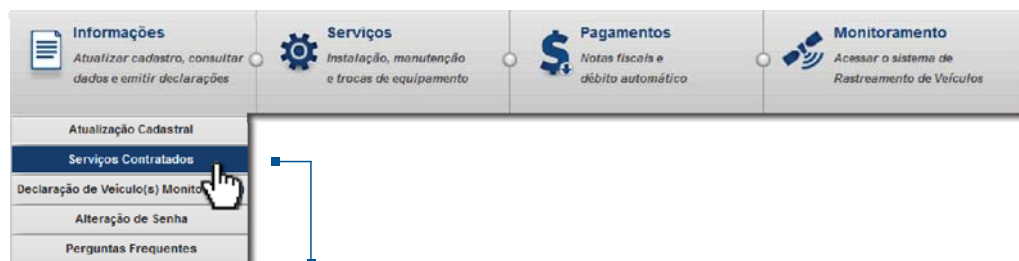 Informações
Atualizar cadastro, consultar
dados e emitir declarações
Serviços
Instalação, manutenção
e trocas de equipamento
Pagamentos
Notas fiscais e
débito automático
Monitoramento
Acessar o sistema de
Rastreamento de Veículos
Atualização Cadastral
Serviços Contratados
Declaração de Veículo(s)
Alteração de Senha
Perguntas Frequentes